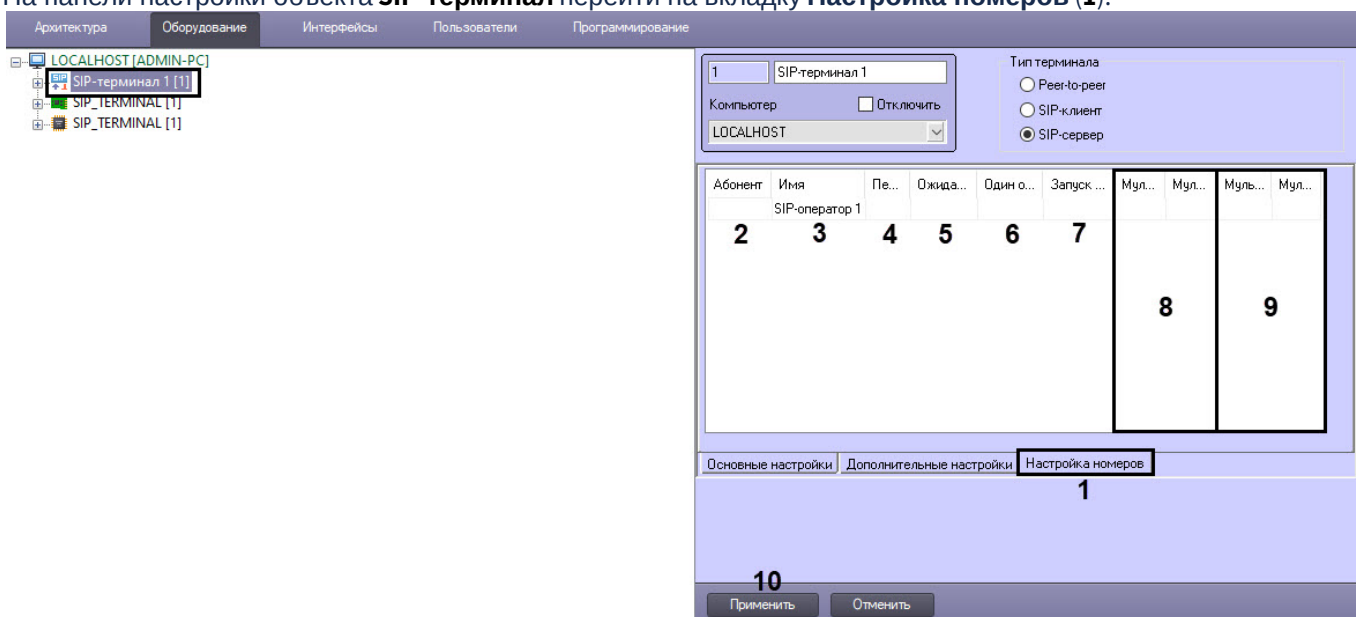 На панели настройки объекта SIP-терминал перейти на вкладку Настройка номеров (1).
Архитектура Оборудование Интерфейсы Пользователи Программирование
LOCALHOST [ADMIN-PC]
SIP-терминал 1 [1]
SIP_TERMINAL [1]
SIP_TERMINAL [1]
1 SIP-терминал 1
Компьютер Отключить
LOCALHOST
Тип терминала
Peer-to-peer
SIP-клиент
SIP-сервер
Абонент Имя Пе... Ожида... Один о... Запуск ... Мул... Мул... Муль... Мул...
SIP-оператор 1
2 3 4 5 6 7
8 9
Основные настройки Дополнительные настройки Настройка номеров
1
10
Применить Отменить